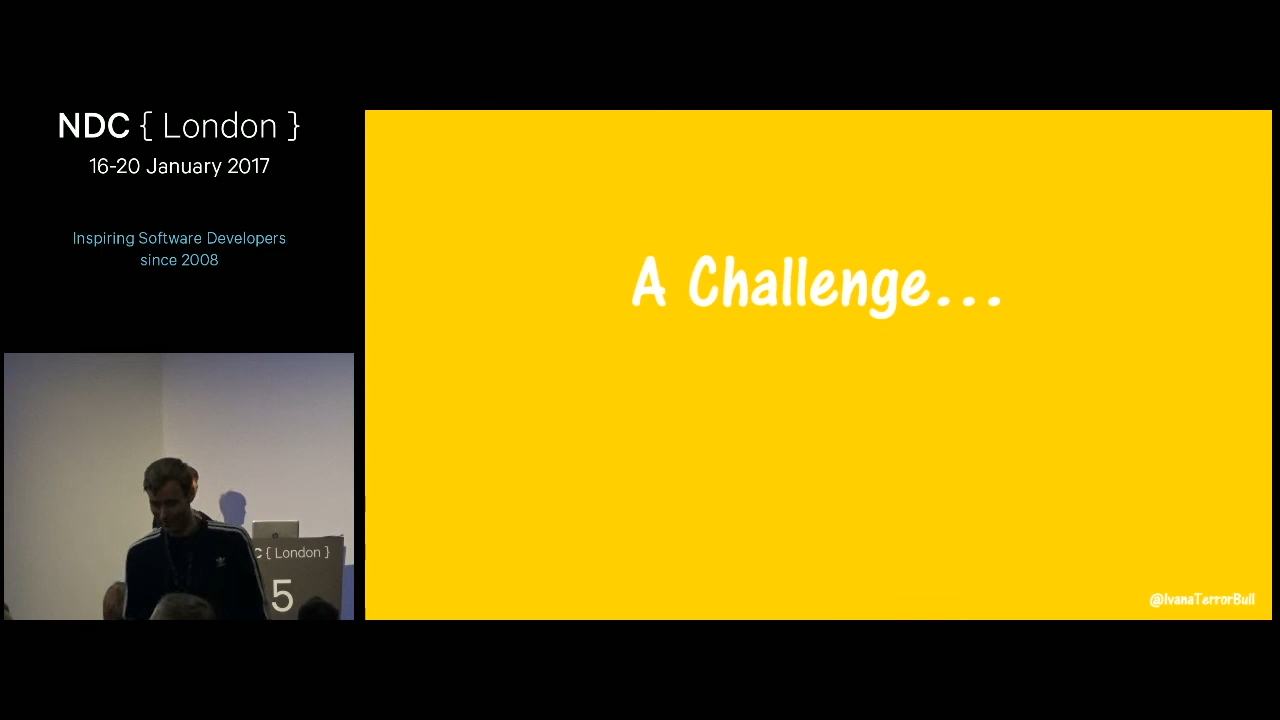 NDC { London }
16-20 January 2017
Inspiring Software Developers
since 2008
A Challenge...
C { London }
5
@IvanaTerrorBull